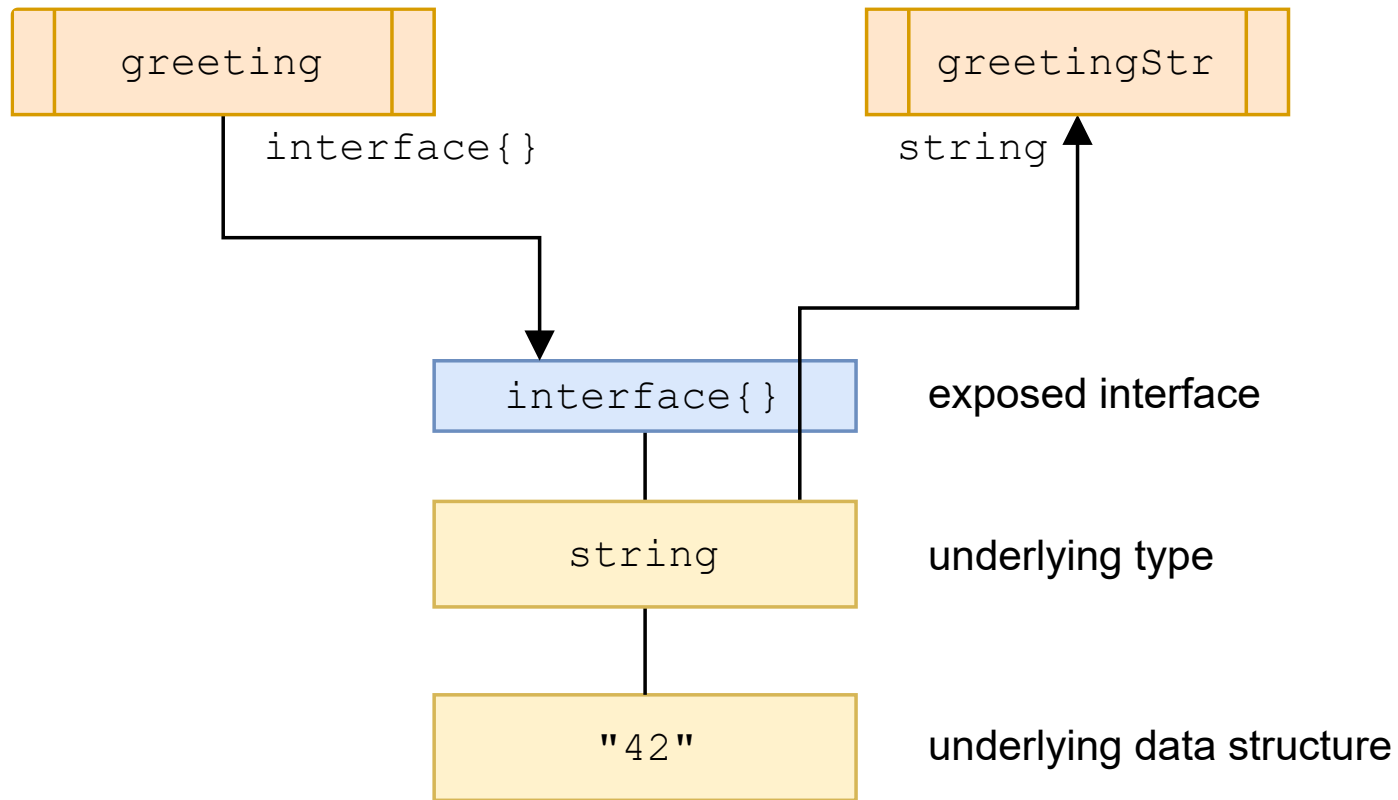 greeting
greetingStr
interface{}
string
interface{}
exposed interface
string
underlying type
"42"
underlying data structure